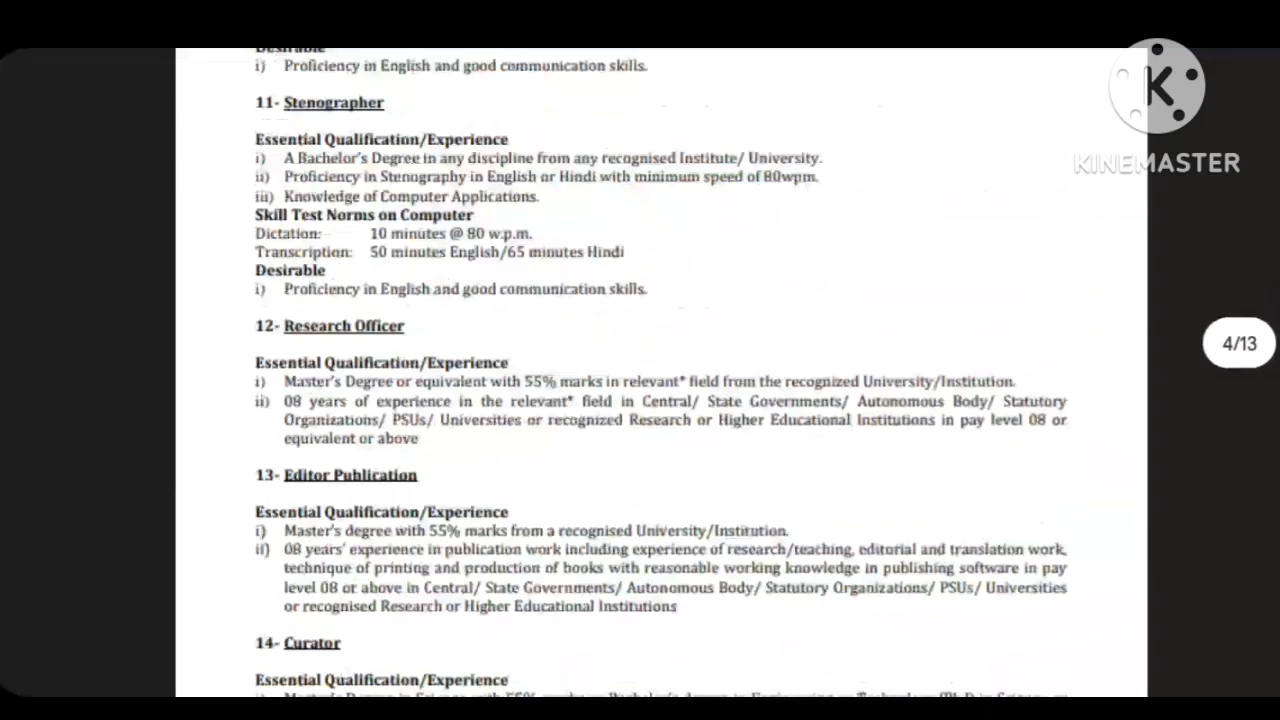 Desirable
i) Proficiency in English and good communication skills.
11- Stenographer
Essential Qualification/Experience
i) A Bachelor's Degree in any discipline from any recognised Institute/ University.
ii) Proficiency in Stenography in English or Hindi with minimum speed of 80wpm.
iii) Knowledge of Computer Applications.
Skill Test Norms on Computer
Dictation: 10 minutes @ 80 w.p.m.
Transcription: 50 minutes English/65 minutes Hindi
Desirable
i) Proficiency in English and good communication skills.
12- Research Officer
Essential Qualification/Experience
i) Master's Degree or equivalent with 55% marks in relevant* field from the recognized University/Institution.
ii) 08 years of experience in the relevant* field in Central/ State Governments/ Autonomous Body/ Statutory
Organizations/ PSUs/ Universities or recognized Research or Higher Educational Institutions in pay level 08 or
equivalent or above
13- Editor Publication
Essential Qualification/Experience
i) Master's degree with 55% marks from a recognised University/Institution.
ii) 08 years' experience in publication work including experience of research/teaching, editorial and translation work,
technique of printing and production of books with reasonable working knowledge in publishing software in pay
level 08 or above in Central/ State Governments/ Autonomous Body/ Statutory Organizations/ PSUs/ Universities
or recognised Research or Higher Educational Institutions
14- Curator
Essential Qualification/Experience
K
KINEMASTER
4/13